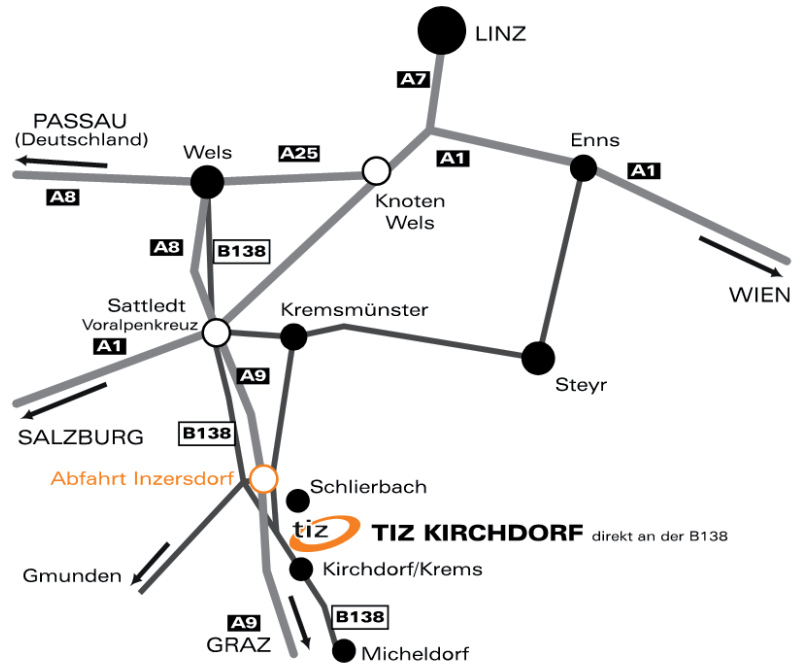 LINZ
A7
PASSAU
(Deutschland)
Wels
A25
A1
Enns
A1
A8
Knoten
Wels
A8
B138
WIEN
Sattledt
Voralpenkreuz
Kremsmünster
A1
A9
Steyr
SALZBURG
B138
Abfahrt Inzersdorf
Schlierbach
tiz TIZ KIRCHDORF direkt an der B138
Gmunden
Kirchdorf/Krems
A9
B138
GRAZ
Micheldorf